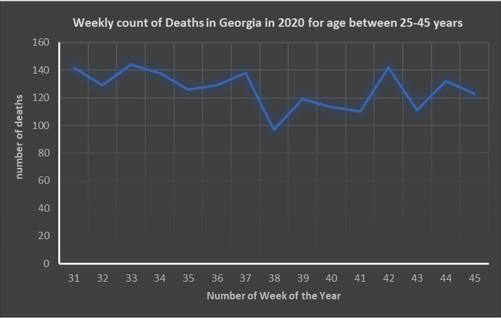 Weekly count of Deaths in Georgia in 2020 for age between 25-45 years
160
140
120
100
80
60
40
20
0
number of deaths
31 32 33 34 35 36 37 38 39 40 41 42 43 44 45
Number of Week of the Year